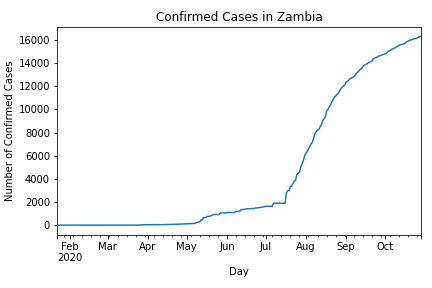 Confirmed Cases in Zambia
16000
14000
12000
10000
8000
6000
4000
2000
0
Number of Confirmed Cases
Feb Mar Apr May Jun Jul Aug Sep Oct
2020
Day